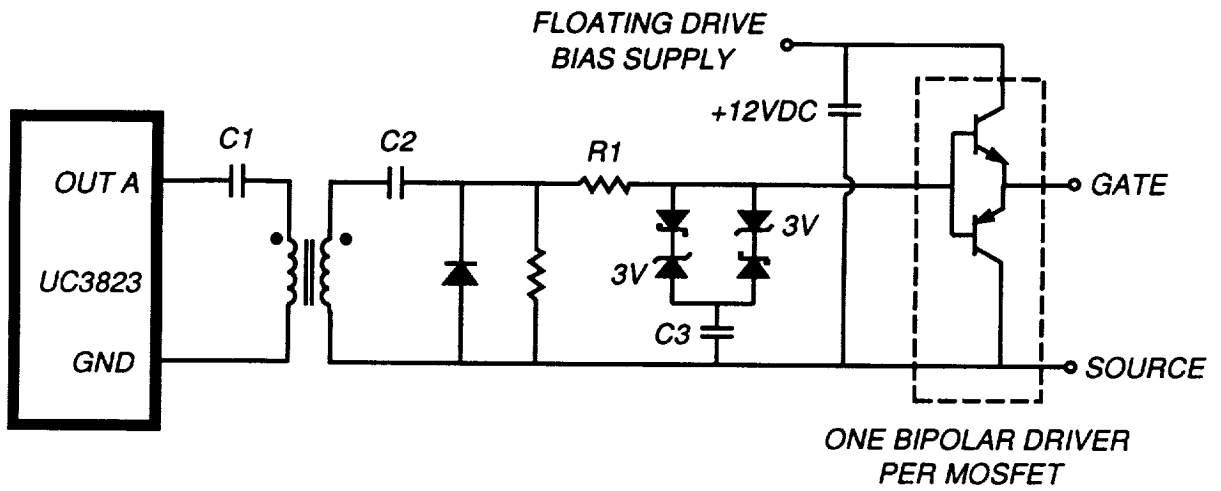 FLOATING DRIVE
BIAS SUPPLY
+12VDC
C1
C2
R1
OUT A
UC3823
GND
3V
3V
C3
GATE
SOURCE
ONE BIPOLAR DRIVER
PER MOSFET